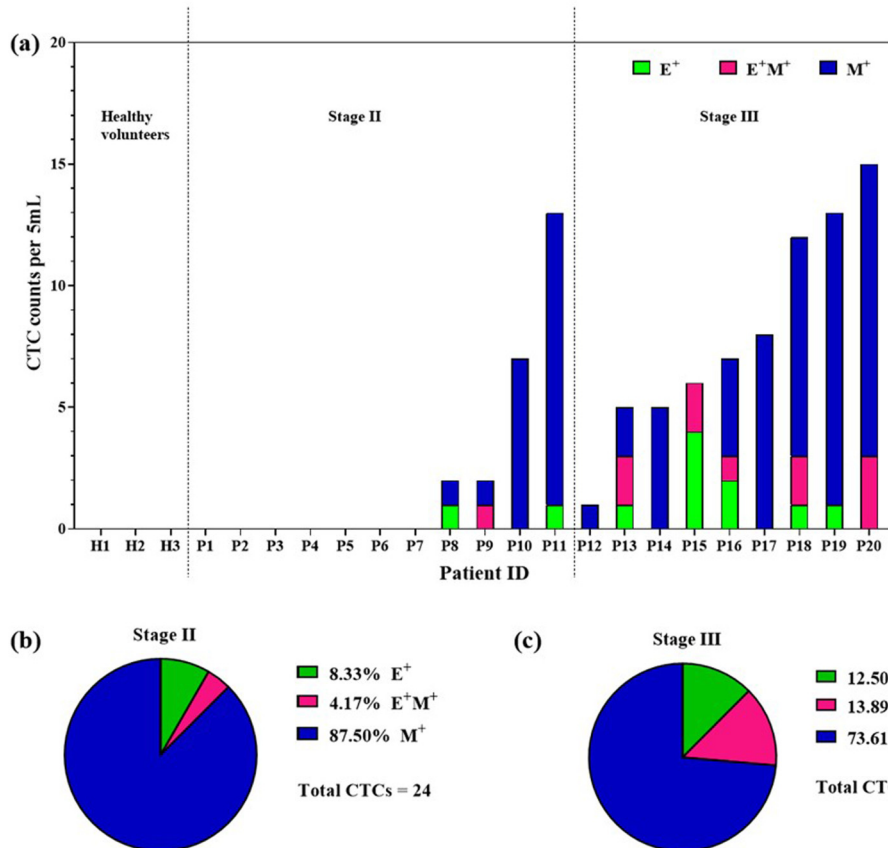 (a)
20
15
10
5
0
CTC counts per 5mL
Healthy
volunteers
Stage II
Stage III
E⁺ E⁺M⁺ M⁺
H1 H2 H3 P1 P2 P3 P4 P5 P6 P7 P8 P9 P10 P11 P12 P13 P14 P15 P16 P17 P18 P19 P20
Patient ID
(b)
Stage II
8.33% E⁺
4.17% E⁺M⁺
87.50% M⁺
Total CTCs = 24
(c)
Stage III
12.50
13.89
73.61
Total CT